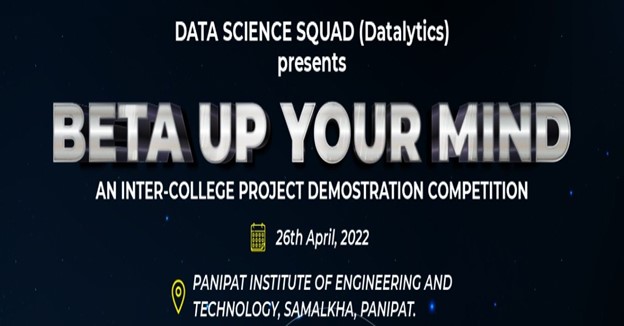 DATA SCIENCE SQUAD (Datalytics)
presents
BETA UP YOUR MIND
AN INTER-COLLEGE PROJECT DEMOSTRATION COMPETITION
26th April, 2022
PANIPAT INSTITUTE OF ENGINEERING AND
TECHNOLOGY, SAMALKHA, PANIPAT.